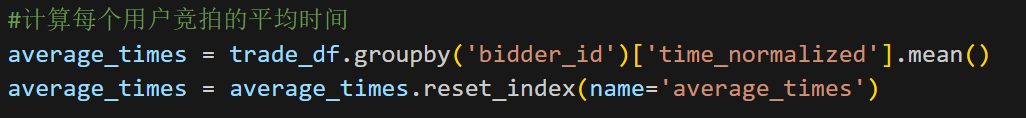 #计算每个用户竞拍的平均时间
average_times = trade_df.groupby('bidder_id')['time_normalized'].mean()
average_times = average_times.reset_index(name='average_times')